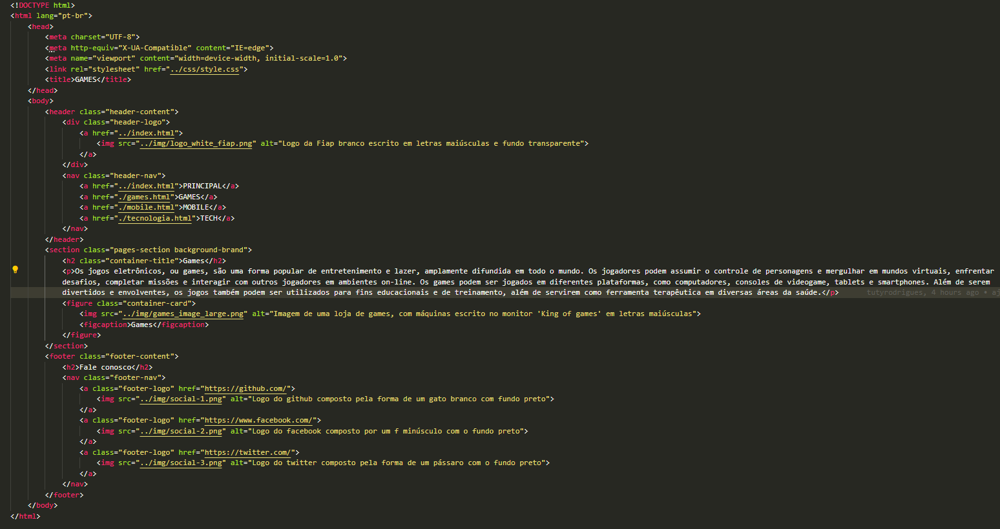 <!DOCTYPE html>
<html lang="pt-br">
<head>
<meta charset="UTF-8">
<meta http-equiv="X-UA-Compatible" content="IE=edge">
<meta name="viewport" content="width=device-width, initial-scale=1.0">
<link rel="stylesheet" href="../css/style.css">
<title>GAMES</title>
</head>
<body>
<header class="header-content">
<div class="header-logo">
<a href="../index.html">
<img src="../img/logo_white_fiap.png" alt="Logo da Fiap branco escrito em letras maiúsculas e fundo transparente">
</a>
</div>
<nav class="header-nav">
<a href="../index.html">PRINCIPAL</a>
<a href="./games.html">GAMES</a>
<a href="./mobile.html">MOBILE</a>
<a href="./tecnologia.html">TECH</a>
</nav>
</header>
<section class="pages-section background-brand">
<h2 class="container-title">Games</h2>
<p>Os jogos eletrônicos, ou games, são uma forma popular de entretenimento e lazer, amplamente difundida em todo o mundo. Os jogadores podem assumir o controle de personagens e mergulhar em mundos virtuais, enfrentar
desafios, completar missões e interagir com outros jogadores em ambientes on-line. Os games podem ser jogados em diferentes plataformas, como computadores, consoles de videogame, tablets e smartphones. Além de serem
divertidos e envolventes, os jogos também podem ser utilizados para fins educacionais e de treinamento, além de servirem como ferramenta terapêutica em diversas áreas da saúde.</p> tutyrodrigues, 4 hours ago • aj
<figure class="container-card">
<img src="../img/games_image_large.png" alt="Imagem de uma loja de games, com máquinas escrito no monitor 'King of games' em letras maiúsculas">
<figcaption>Games</figcaption>
</figure>
</section>
<footer class="footer-content">
<h2>Fale conosco</h2>
<nav class="footer-nav">
<a class="footer-logo" href="https://github.com/">
<img src="../img/social-1.png" alt="Logo do github composto pela forma de um gato branco com fundo preto">
</a>
<a class="footer-logo" href="https://www.facebook.com/">
<img src="../img/social-2.png" alt="Logo do facebook composto por um f minúsculo com o fundo preto">
</a>
<a class="footer-logo" href="https://twitter.com/">
<img src="../img/social-3.png" alt="Logo do twitter composto pela forma de um pássaro com o fundo preto">
</a>
</nav>
</footer>
</body>
</html>